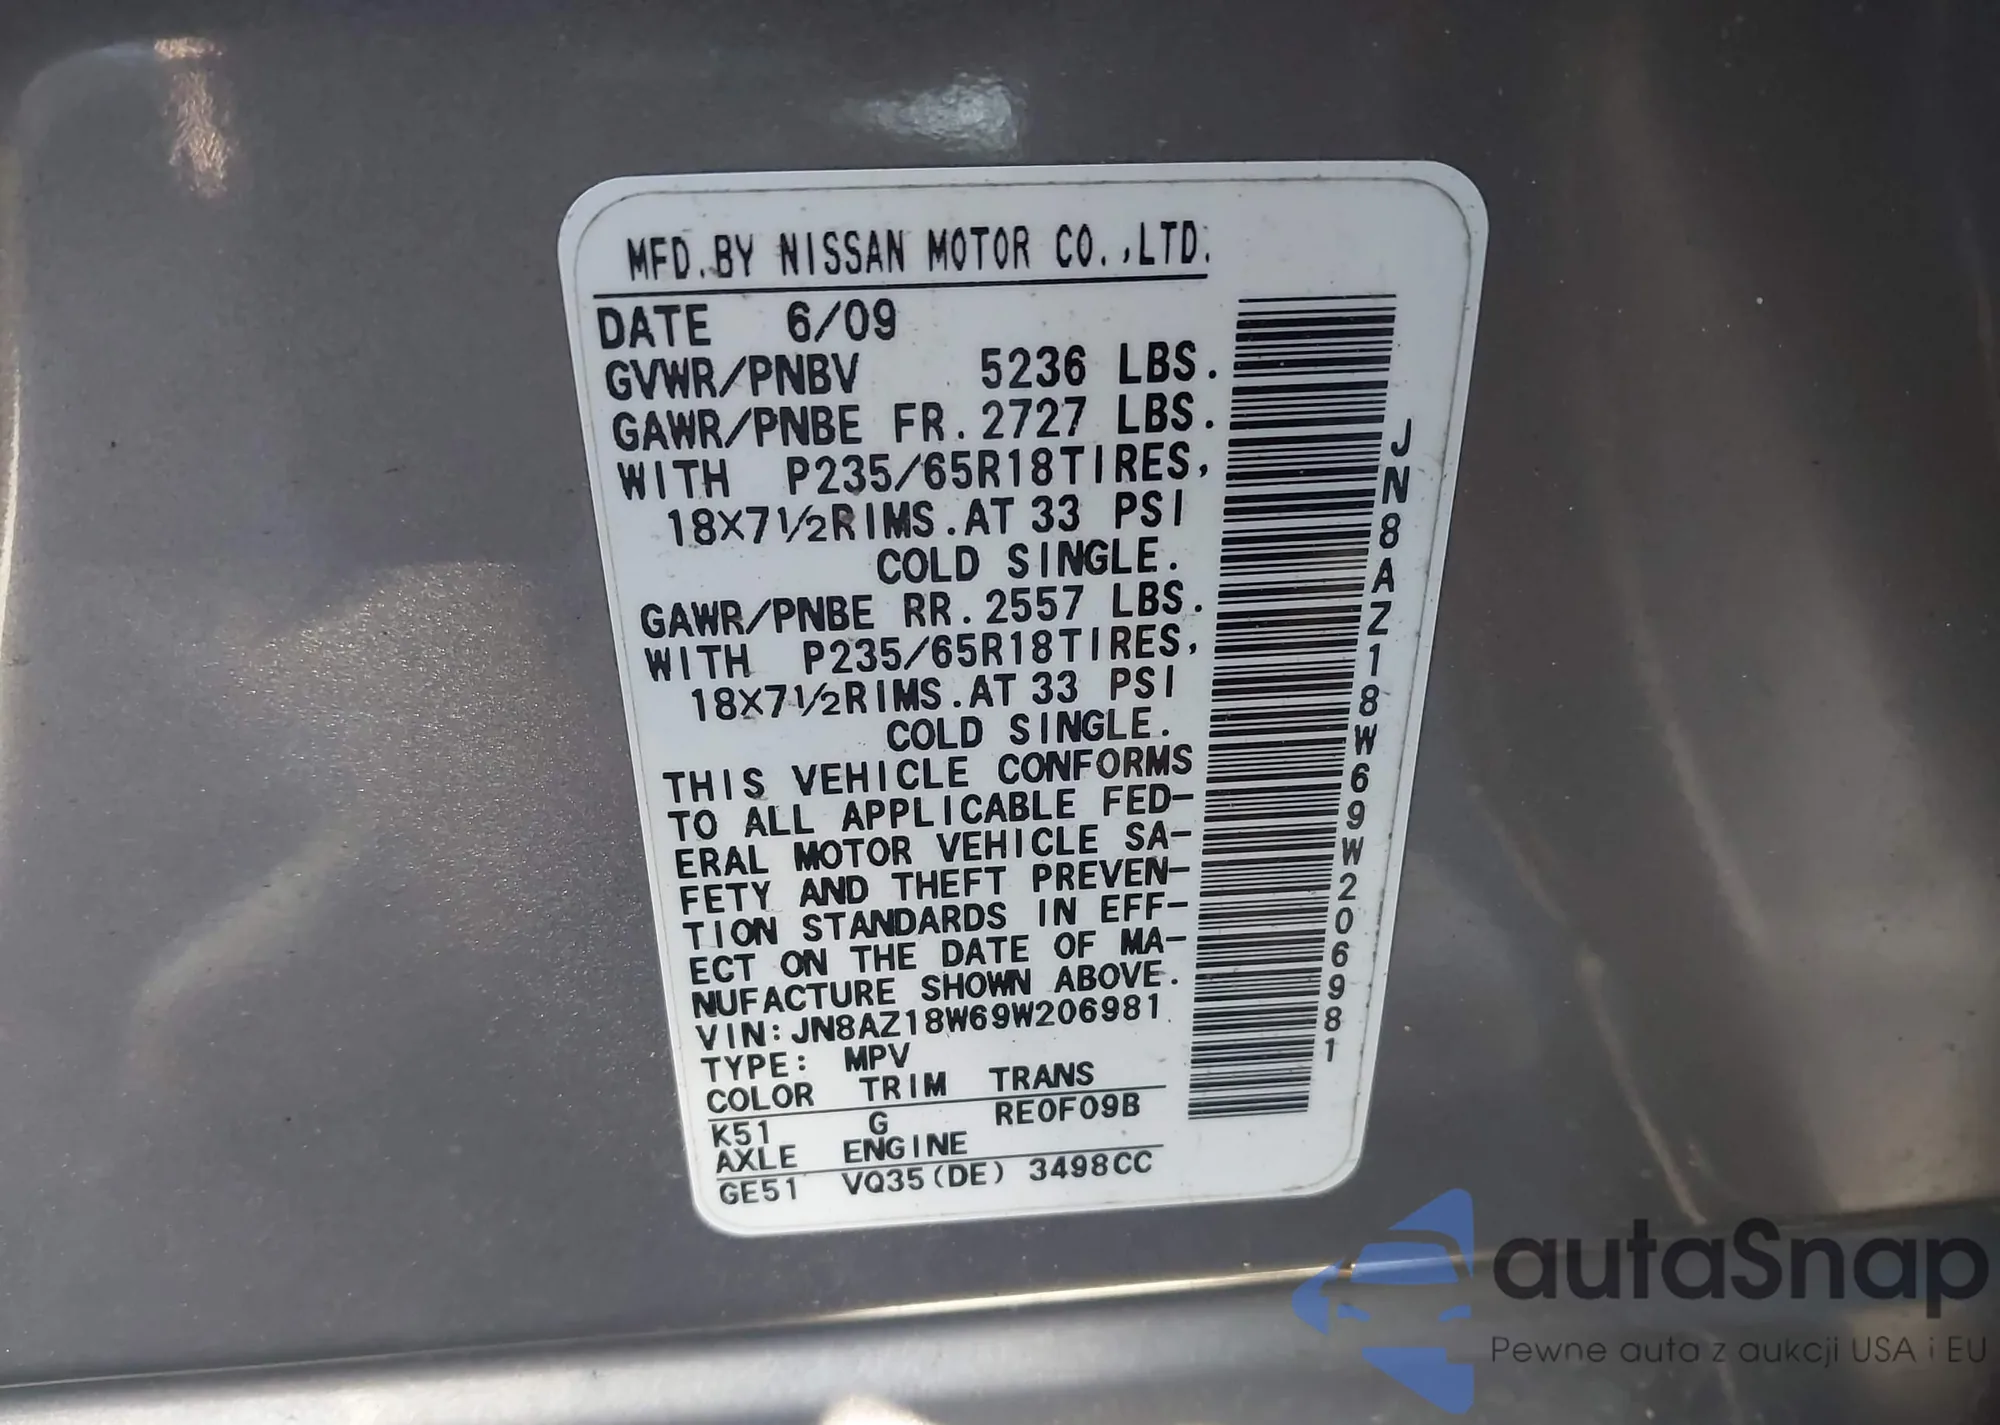 MFD.BY NISSAN MOTOR CO.,LTD.
DATE 6/09
GVWR/PNBV 5236 LBS.
GAWR/PNBE FR. 2727 LBS.
WITH P235/65R18TIRES,
18X7½RIMS.AT 33 PSI
COLD SINGLE.
GAWR/PNBE RR. 2557 LBS.
WITH P235/65R18TIRES,
18X7½RIMS.AT 33 PSI
COLD SINGLE.
THIS VEHICLE CONFORMS
TO ALL APPLICABLE FED-
ERAL MOTOR VEHICLE SA-
FETY AND THEFT PREVEN-
TION STANDARDS IN EFF-
ECT ON THE DATE OF MA-
NUFACTURE SHOWN ABOVE.
VIN:JN8AZ18W69W206981
TYPE: MPV
COLOR TRIM TRANS
K51 G RE0F09B
AXLE ENGINE
GE51 VQ35(DE) 3498CC
JN8AZ18W69W206981
autaSnap
Pewne auta z aukcji USA i EU